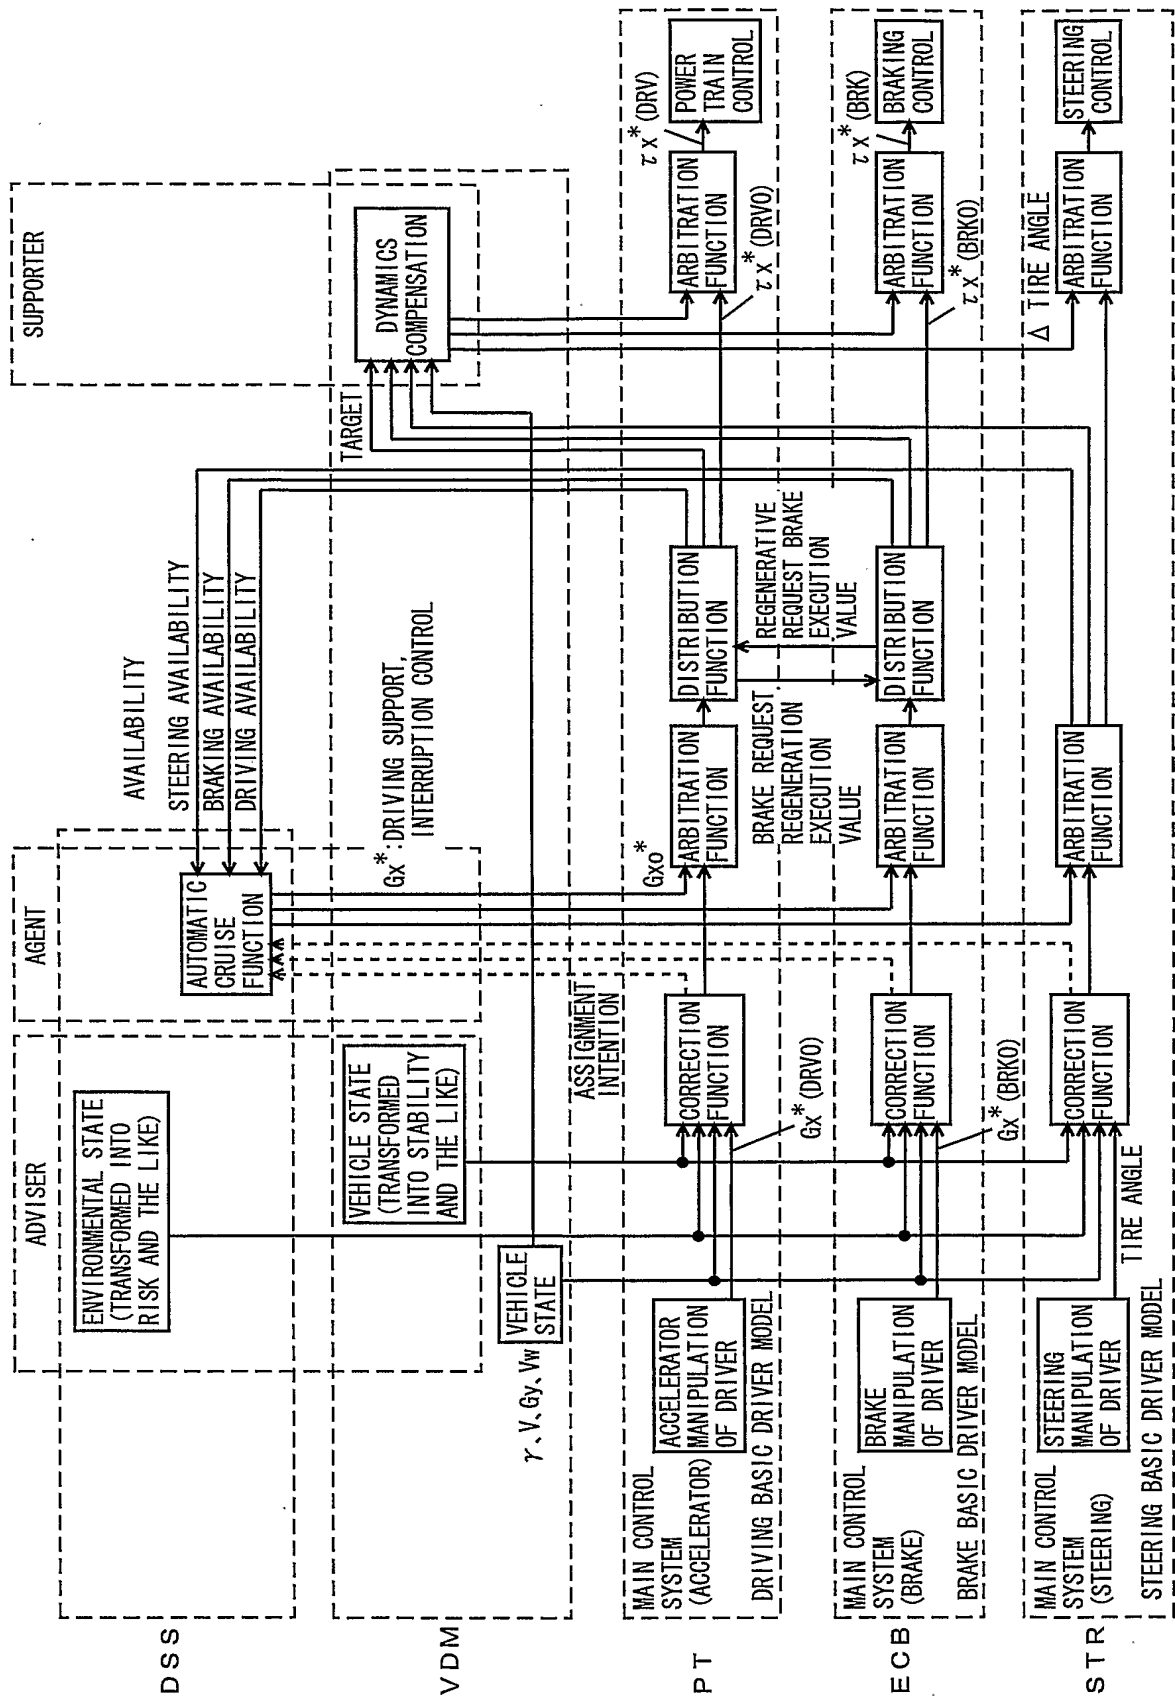 DSS
VDM
PT
ECB
STR
ADVISER
AGENT
SUPPORTER
ENVIRONMENTAL STATE
(TRANSFORMED INTO
RISK AND THE LIKE)
AUTOMATIC
CRUISE
FUNCTION
AVAILABILITY
STEERING AVAILABILITY
BRAKING AVAILABILITY
DRIVING AVAILABILITY
VEHICLE STATE
(TRANSFORMED
INTO STABILITY
AND THE LIKE)
Gx*:DRIVING SUPPORT,
INTERRUPTION CONTROL
TARGET
DYNAMICS
COMPENSATION
VEHICLE
STATE
γ、V、Gy、Vw
ASSIGNMENT
INTENTION
MAIN CONTROL
SYSTEM
(ACCELERATOR)
ACCELERATOR
MANIPULATION
OF DRIVER
DRIVING BASIC DRIVER MODEL
CORRECTION
FUNCTION
Gx*(DRV0)
Gx0*
ARBITRATION
FUNCTION
DISTRIBUTION
FUNCTION
ARBITRATION
FUNCTION
τx*(DRV0)
τx*(DRV)
POWER
TRAIN
CONTROL
BRAKE REQUEST
REGENERATION
EXECUTION
VALUE
REGENERATIVE
REQUEST BRAKE
EXECUTION
VALUE
MAIN CONTROL
SYSTEM
(BRAKE)
BRAKE
MANIPULATION
OF DRIVER
BRAKE BASIC DRIVER MODEL
CORRECTION
FUNCTION
Gx*(BRK0)
ARBITRATION
FUNCTION
DISTRIBUTION
FUNCTION
ARBITRATION
FUNCTION
τx*(BRK0)
τx*(BRK)
BRAKING
CONTROL
MAIN CONTROL
SYSTEM
(STEERING)
STEERING
MANIPULATION
OF DRIVER
STEERING BASIC DRIVER MODEL
TIRE ANGLE
CORRECTION
FUNCTION
ARBITRATION
FUNCTION
Δ TIRE ANGLE
ARBITRATION
FUNCTION
STEERING
CONTROL